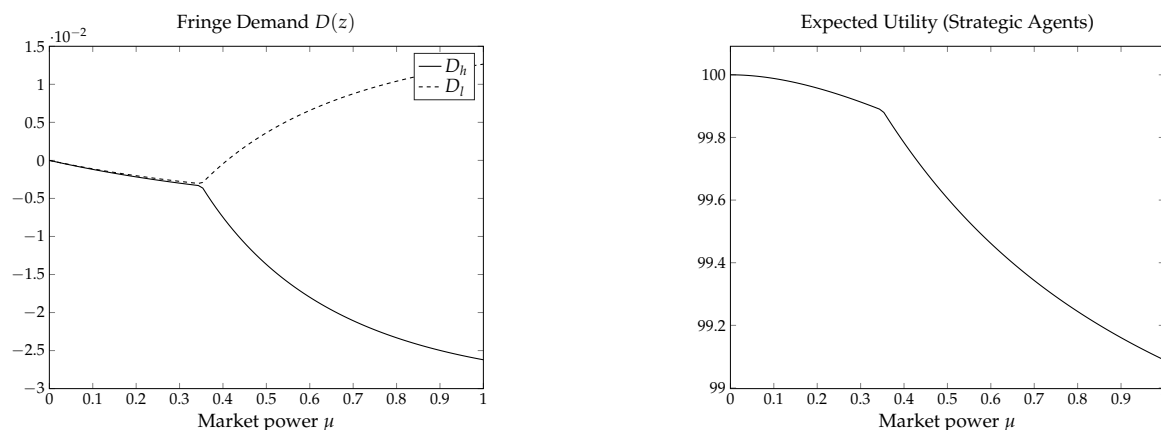 Fringe Demand D(z)
·10⁻²
1.5
1
0.5
0
−0.5
−1
−1.5
−2
−2.5
−3
0 0.1 0.2 0.3 0.4 0.5 0.6 0.7 0.8 0.9 1
Market power μ
D_h
D_l
Expected Utility (Strategic Agents)
100
99.8
99.6
99.4
99.2
99
0 0.1 0.2 0.3 0.4 0.5 0.6 0.7 0.8 0.9
Market power μ